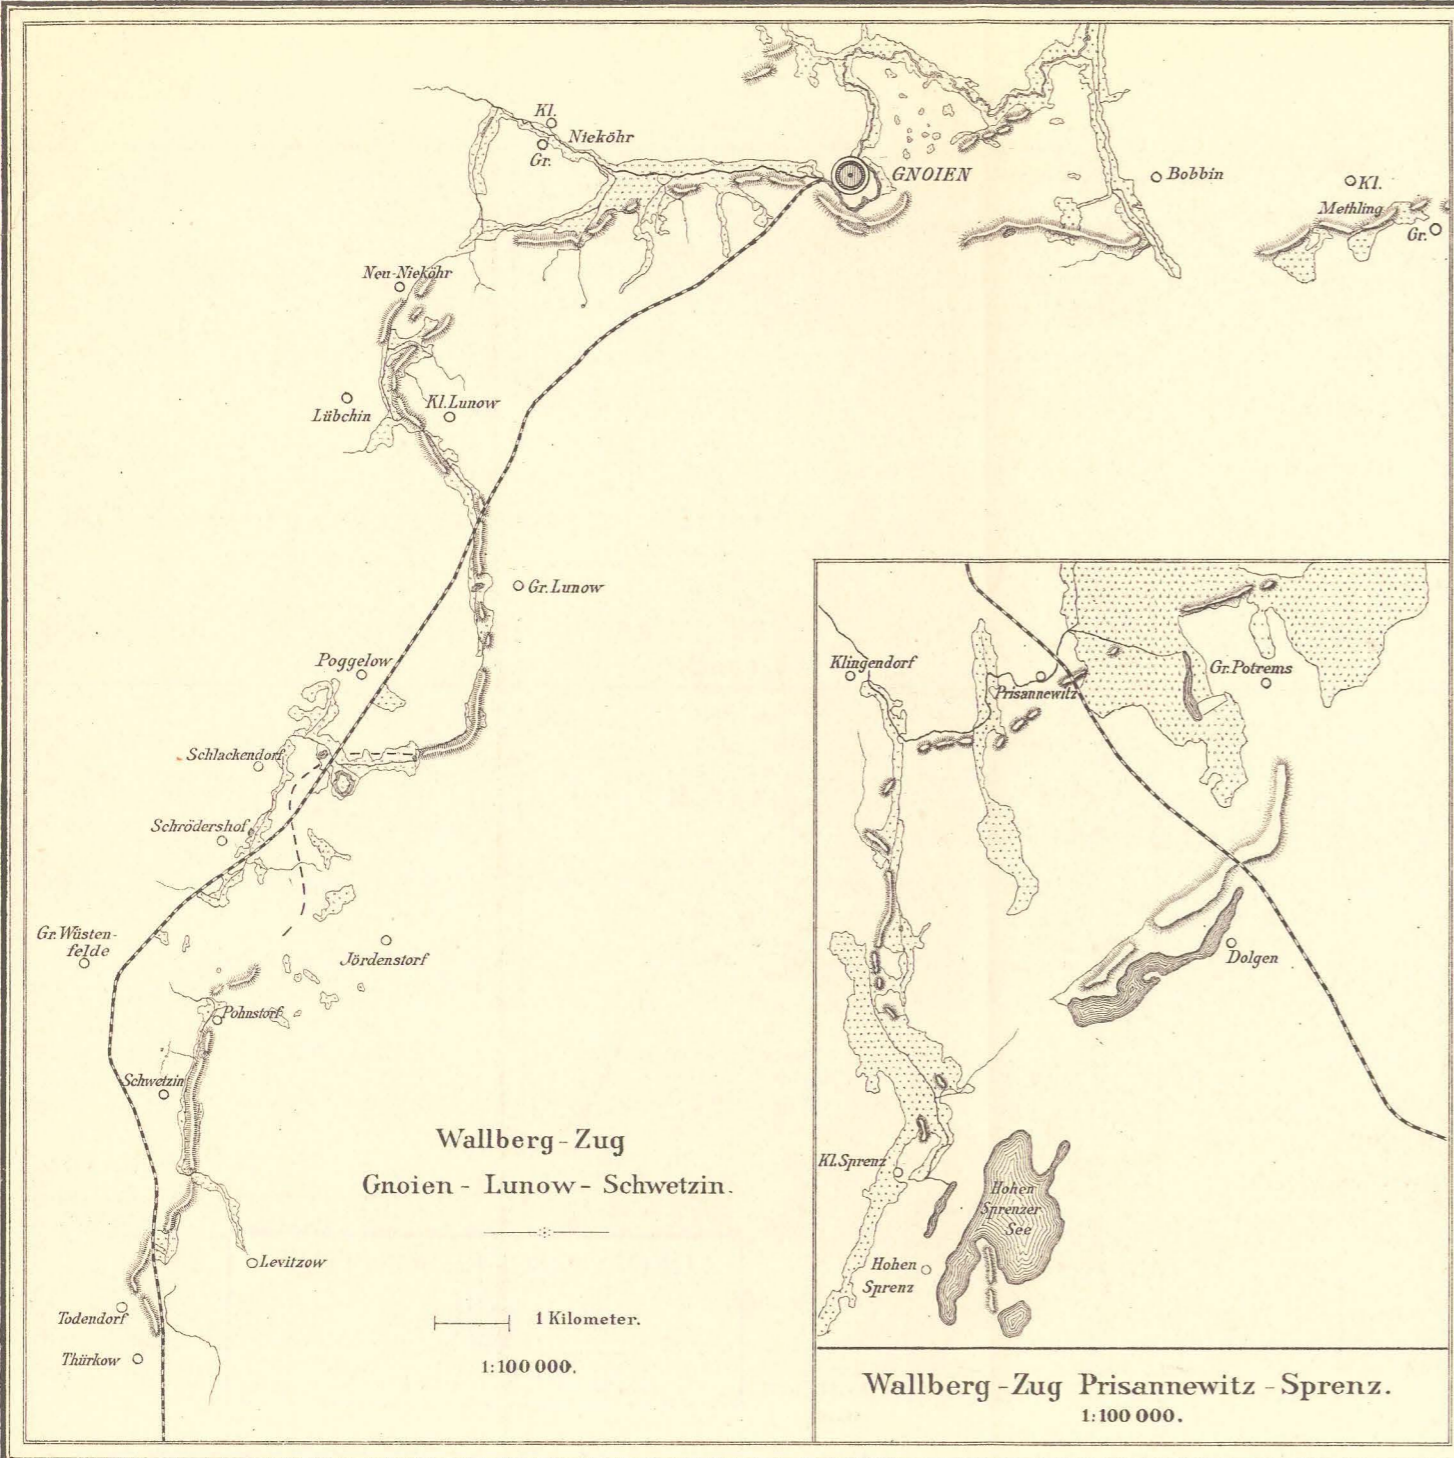 Kl.
Nieköhr
Gr.
GNOIEN
Bobbin
Kl.
Methling
Gr.
Neu-Nieköhr
Lübchin
Kl. Lunow
Gr. Lunow
Poggelow
Schlackendorf
Schrödershof
Gr. Wüsten-
felde
Jördenstorf
Pohnstorf
Schwetzin
Levitzow
Todendorf
Thürkow
Wallberg-Zug
Gnoien - Lunow - Schwetzin.
1 Kilometer.
1:100 000.
Klingendorf
Prisannewitz
Gr. Potrems
Dolgen
Kl. Sprenz
Hohen
Sprenzer
See
Hohen
Sprenz
Wallberg-Zug Prisannewitz - Sprenz.
1:100 000.